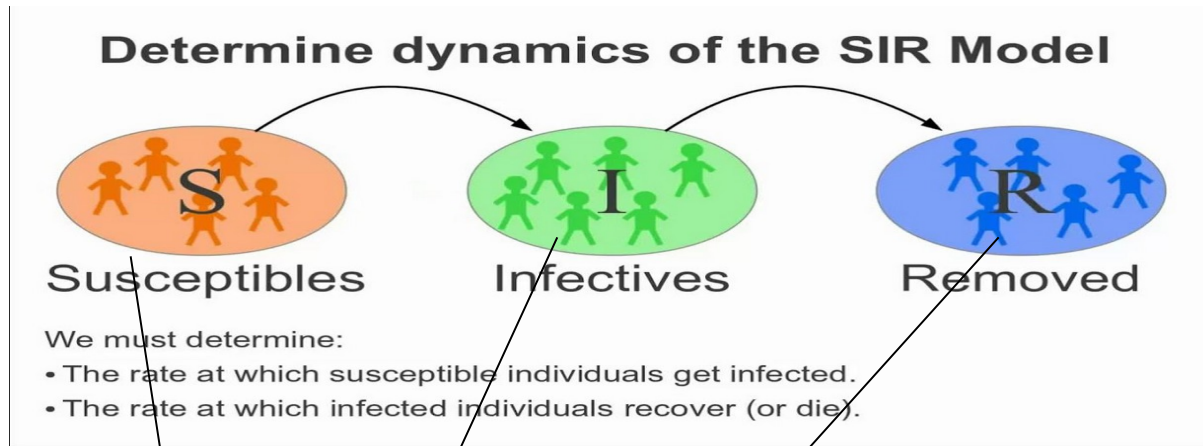 Determine dynamics of the SIR Model
S I R
Susceptibles Infectives Removed
We must determine:
• The rate at which susceptible individuals get infected.
• The rate at which infected individuals recover (or die).